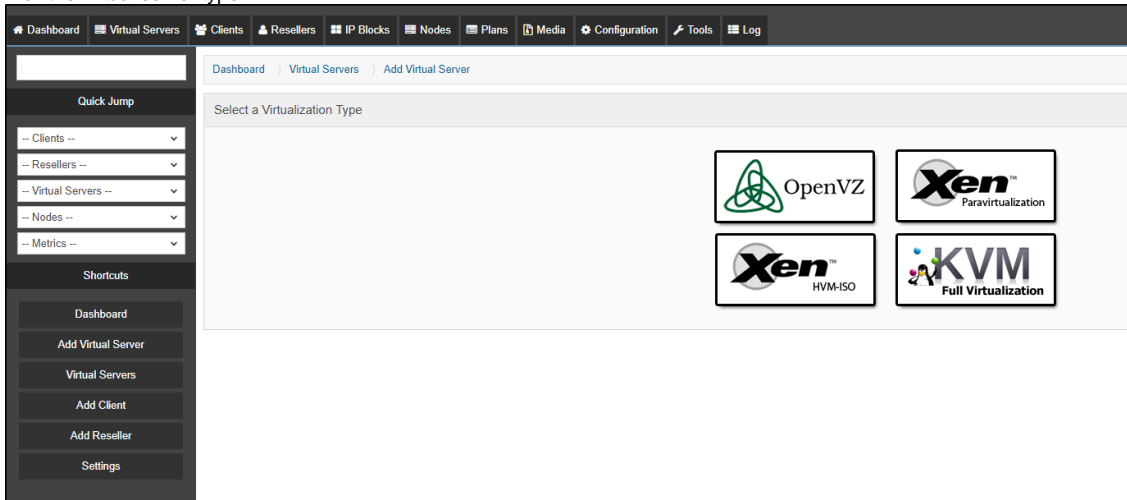 Dashboard Virtual Servers Clients Resellers IP Blocks Nodes Plans Media Configuration Tools Log
Dashboard Virtual Servers Add Virtual Server
Quick Jump
Select a Virtualization Type
-- Clients --
-- Resellers --
-- Virtual Servers --
-- Nodes --
-- Metrics --
OpenVZ
Xen™
Paravirtualization
Xen™
HVM-ISO
KVM
Full Virtualization
Shortcuts
Dashboard
Add Virtual Server
Virtual Servers
Add Client
Add Reseller
Settings